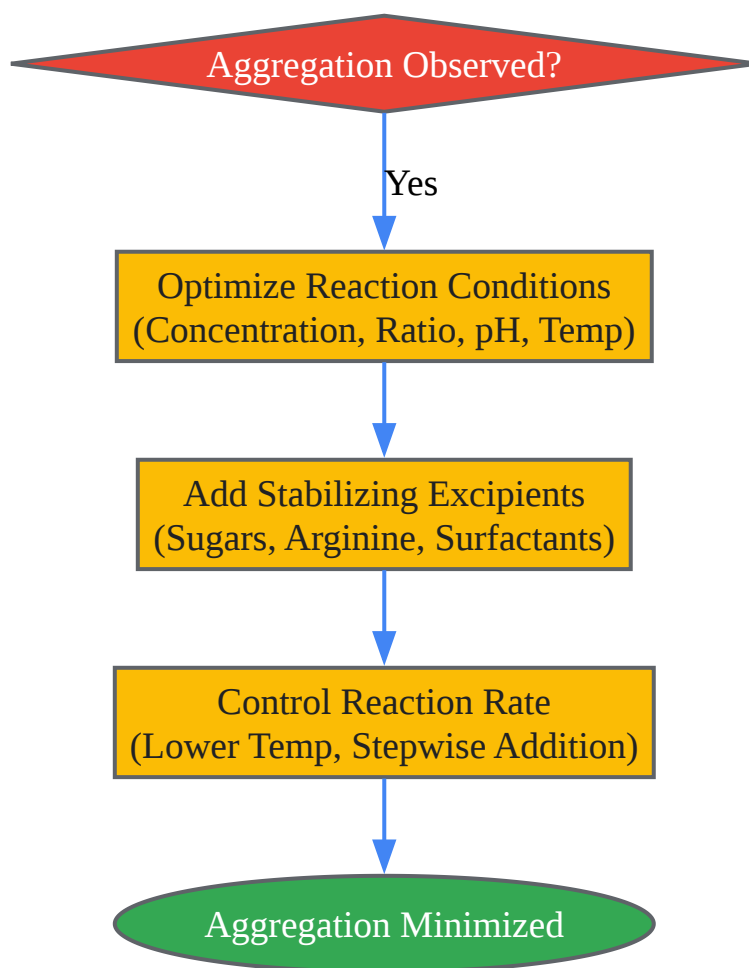 Aggregation Observed?
Yes
Optimize Reaction Conditions
(Concentration, Ratio, pH, Temp)
Add Stabilizing Excipients
(Sugars, Arginine, Surfactants)
Control Reaction Rate
(Lower Temp, Stepwise Addition)
Aggregation Minimized